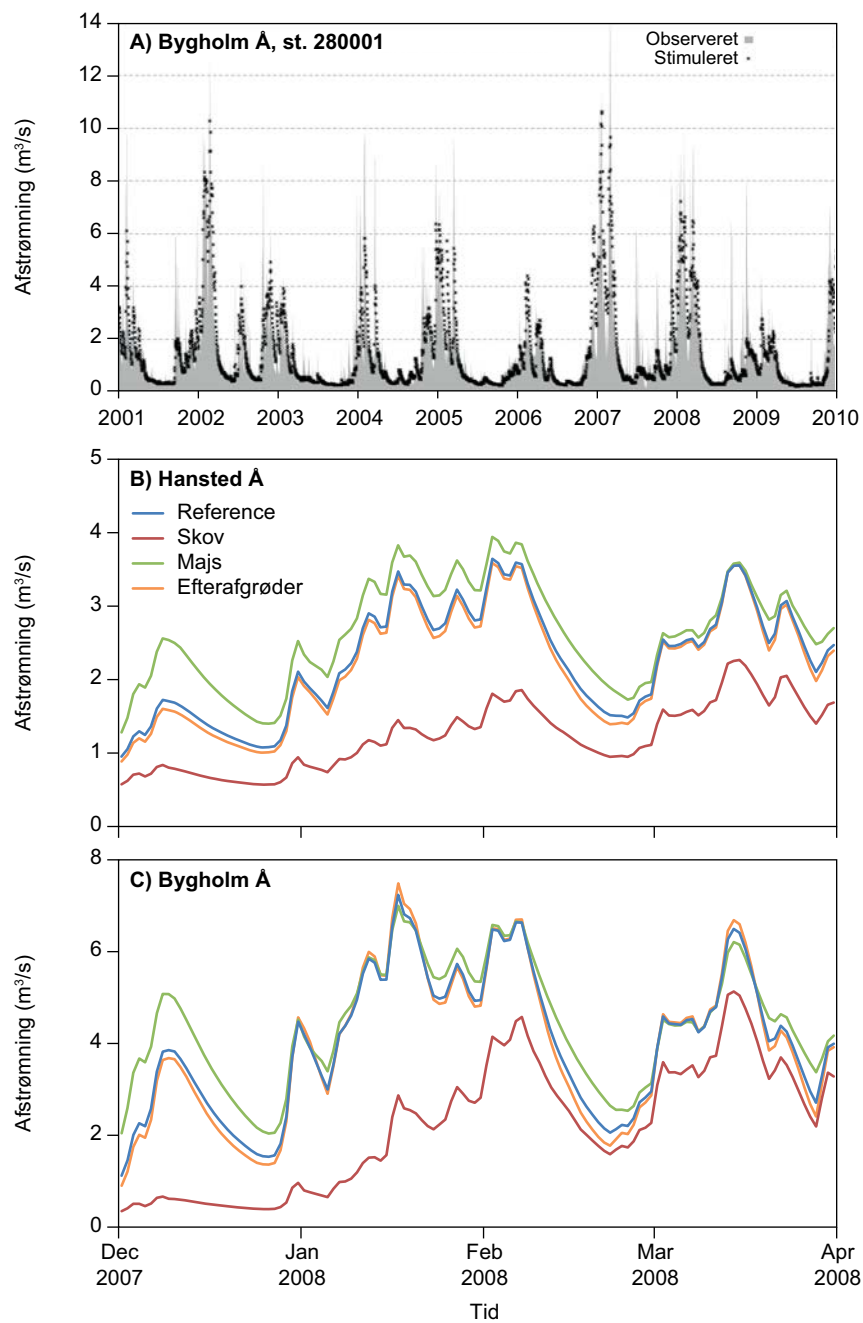 A) Bygholm Å, st. 280001
Observeret
Stimuleret
Afstrømning (m³/s)
14
12
10
8
6
4
2
0
2001 2002 2003 2004 2005 2006 2007 2008 2009 2010
B) Hansted Å
Reference
Skov
Majs
Efterafgrøder
Afstrømning (m³/s)
5
4
3
2
1
0
C) Bygholm Å
Afstrømning (m³/s)
8
6
4
2
0
Dec Jan Feb Mar Apr
2007 2008 2008 2008 2008
Tid